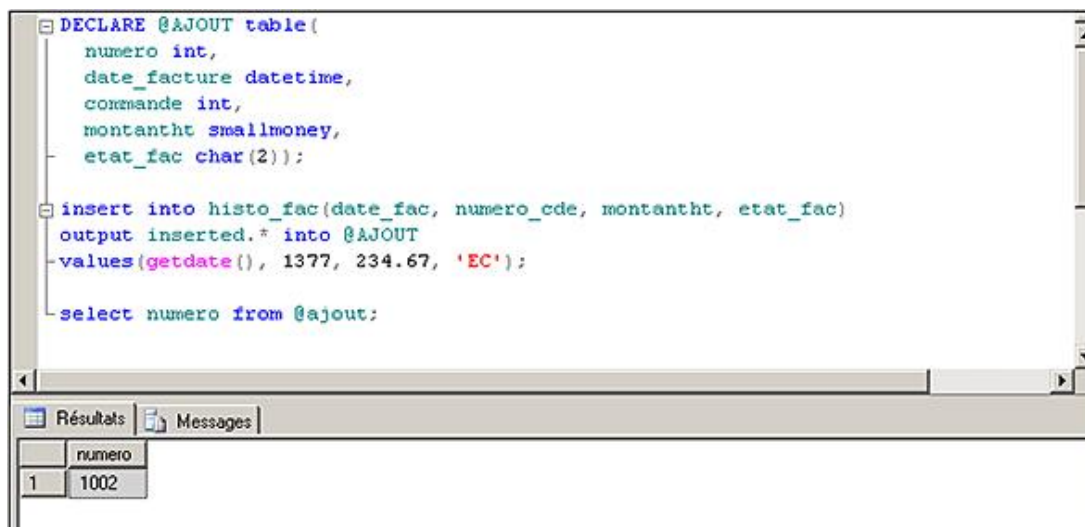 DECLARE @AJOUT table(
numero int,
date_facture datetime,
commande int,
montantht smallmoney,
etat_fac char(2));
insert into histo_fac(date_fac, numero_cde, montantht, etat_fac)
output inserted.* into @AJOUT
values(getdate(), 1377, 234.67, 'EC');
select numero from @ajout;
Résultats Messages
numero
1 1002